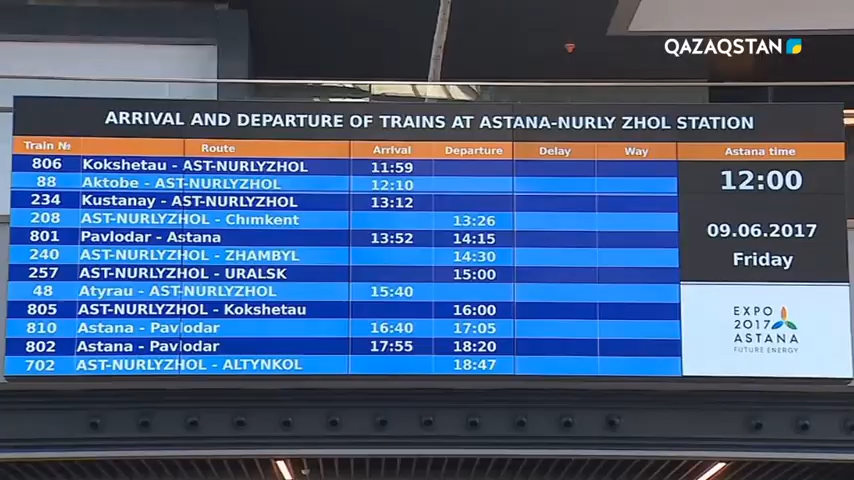 QAZAQSTAN
ARRIVAL AND DEPARTURE OF TRAINS AT ASTANA-NURLY ZHOL STATION
Train № Route Arrival Departure Delay Way Astana time
806 Kokshetau - AST-NURLYZHOL 11:59
88 Aktobe - AST-NURLYZHOL 12:10
234 Kustanay - AST-NURLYZHOL 13:12
208 AST-NURLYZHOL - Chimkent 13:26
801 Pavlodar - Astana 13:52 14:15
240 AST-NURLYZHOL - ZHAMBYL 14:30
257 AST-NURLYZHOL - URALSK 15:00
48 Atyrau - AST-NURLYZHOL 15:40
805 AST-NURLYZHOL - Kokshetau 16:00
810 Astana - Pavlodar 16:40 17:05
802 Astana - Pavlodar 17:55 18:20
702 AST-NURLYZHOL - ALTYNKOL 18:47
12:00
09.06.2017
Friday
EXPO
2017
ASTANA
FUTURE ENERGY